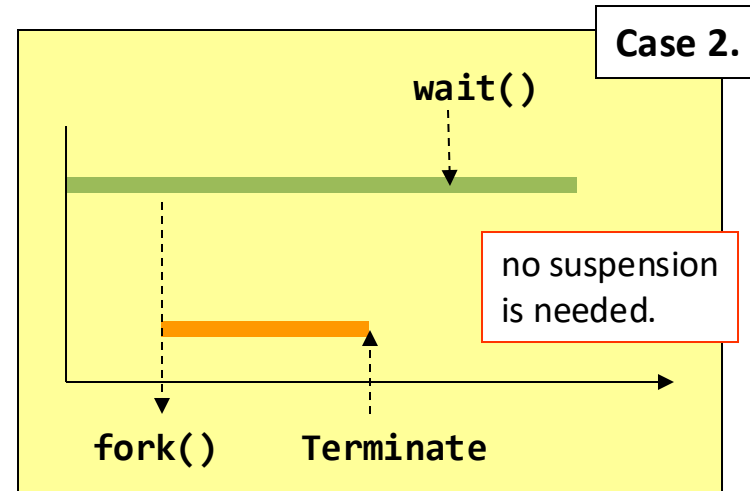 Case 2.
wait()
no suspension
is needed.
fork()
Terminate